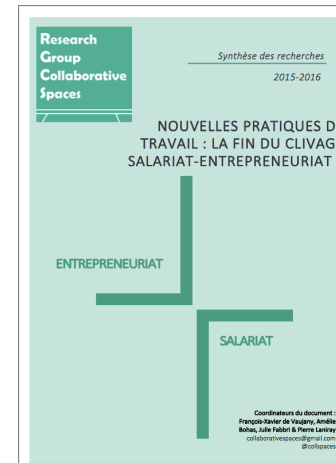 Research
Group
Collaborative
Spaces
Synthèse des recherches
2015-2016
NOUVELLES PRATIQUES D
TRAVAIL : LA FIN DU CLIVAG
SALARIAT-ENTREPRENEURIAT
ENTREPRENEURIAT
SALARIAT
Coordinateurs du document :
François-Xavier de Vaujany, Amélie
Bohas, Julie Fabbri & Pierre Laniray
collaborativespaces@gmail.com
@collspaces